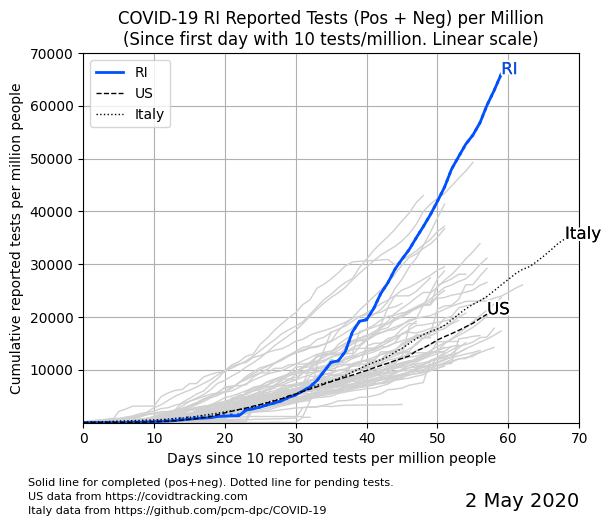 COVID-19 RI Reported Tests (Pos + Neg) per Million
(Since first day with 10 tests/million. Linear scale)
Cumulative reported tests per million people
70000
60000
50000
40000
30000
20000
10000
RI
US
Italy
RI
Italy
US
0 10 20 30 40 50 60 70
Days since 10 reported tests per million people
Solid line for completed (pos+neg). Dotted line for pending tests.
US data from https://covidtracking.com
Italy data from https://github.com/pcm-dpc/COVID-19
2 May 2020